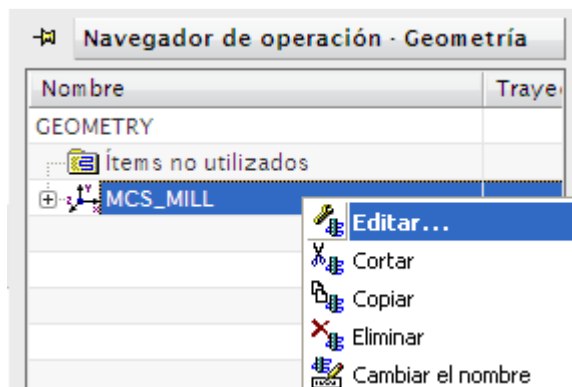 Navegador de operación - Geometría
Nombre Traye
GEOMETRY
Ítems no utilizados
MCS_MILL
Editar...
Cortar
Copiar
Eliminar
Cambiar el nombre